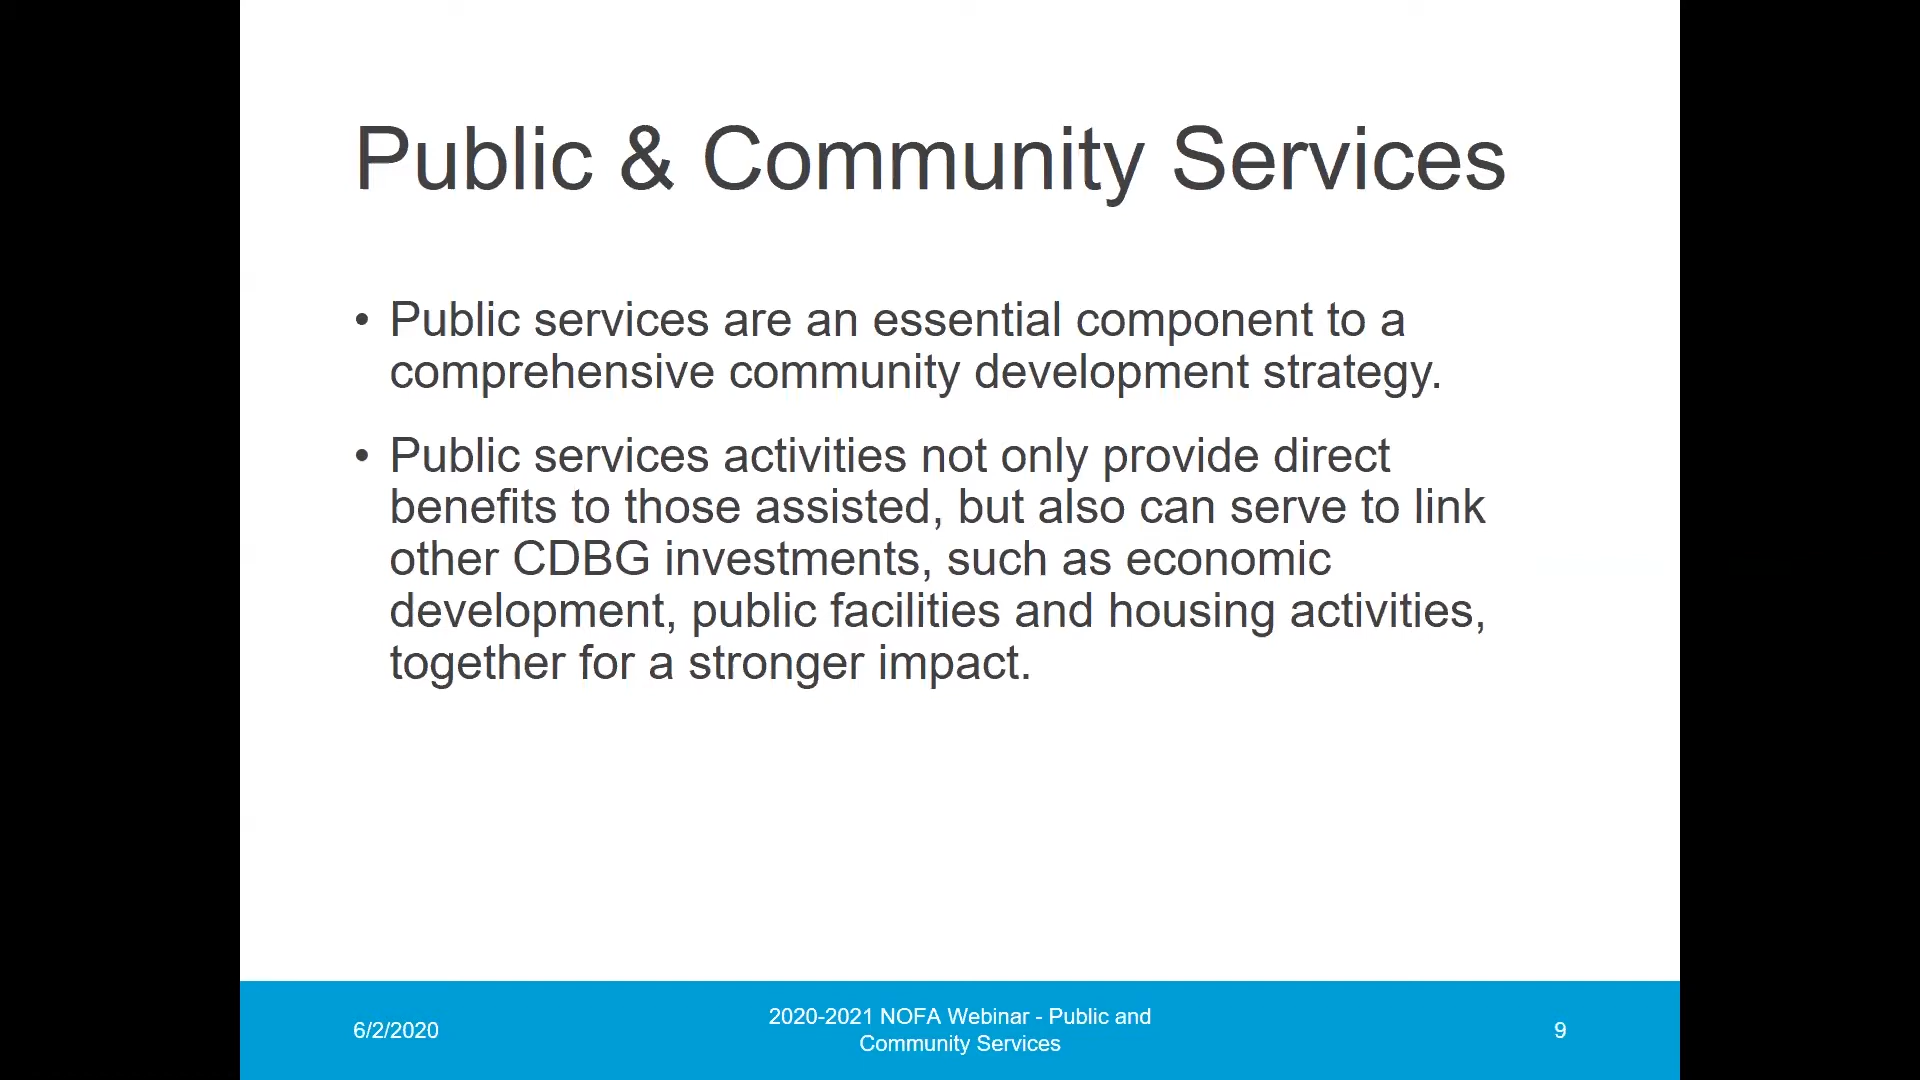 Public & Community Services
• Public services are an essential component to a
comprehensive community development strategy.
• Public services activities not only provide direct
benefits to those assisted, but also can serve to link
other CDBG investments, such as economic
development, public facilities and housing activities,
together for a stronger impact.
6/2/2020
2020-2021 NOFA Webinar - Public and
Community Services
9